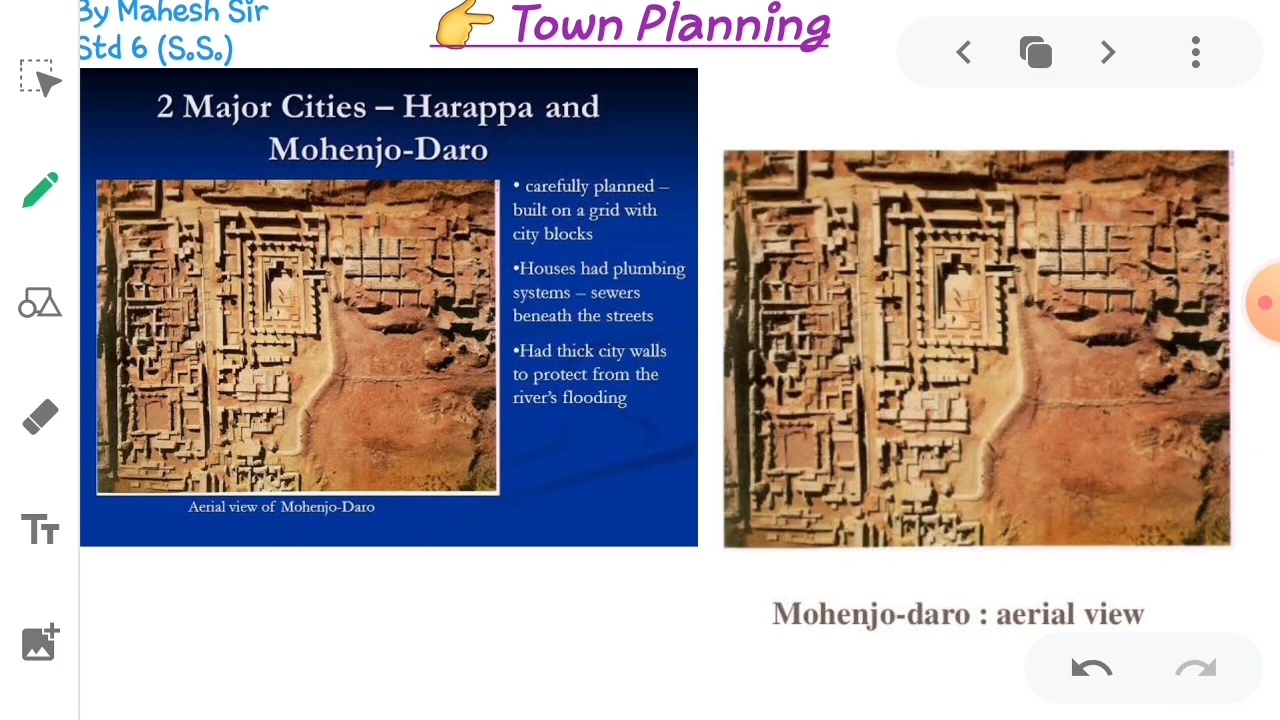 By Mahesh Sir
Std 6 (S.S.)
Town Planning
2 Major Cities – Harappa and
Mohenjo-Daro
• carefully planned –
built on a grid with
city blocks
•Houses had plumbing
systems – sewers
beneath the streets
•Had thick city walls
to protect from the
river's flooding
Aerial view of Mohenjo-Daro
Mohenjo-daro : aerial view
Tт